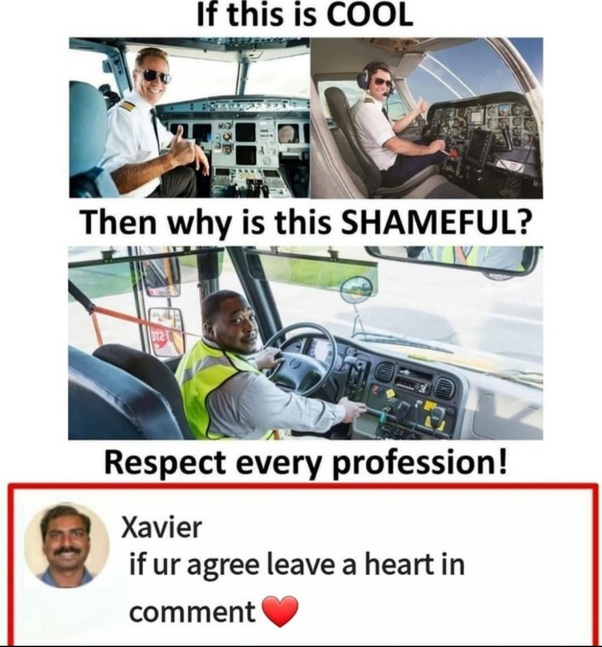 If this is COOL
Then why is this SHAMEFUL?
Respect every profession!
Xavier
if ur agree leave a heart in
comment ❤️